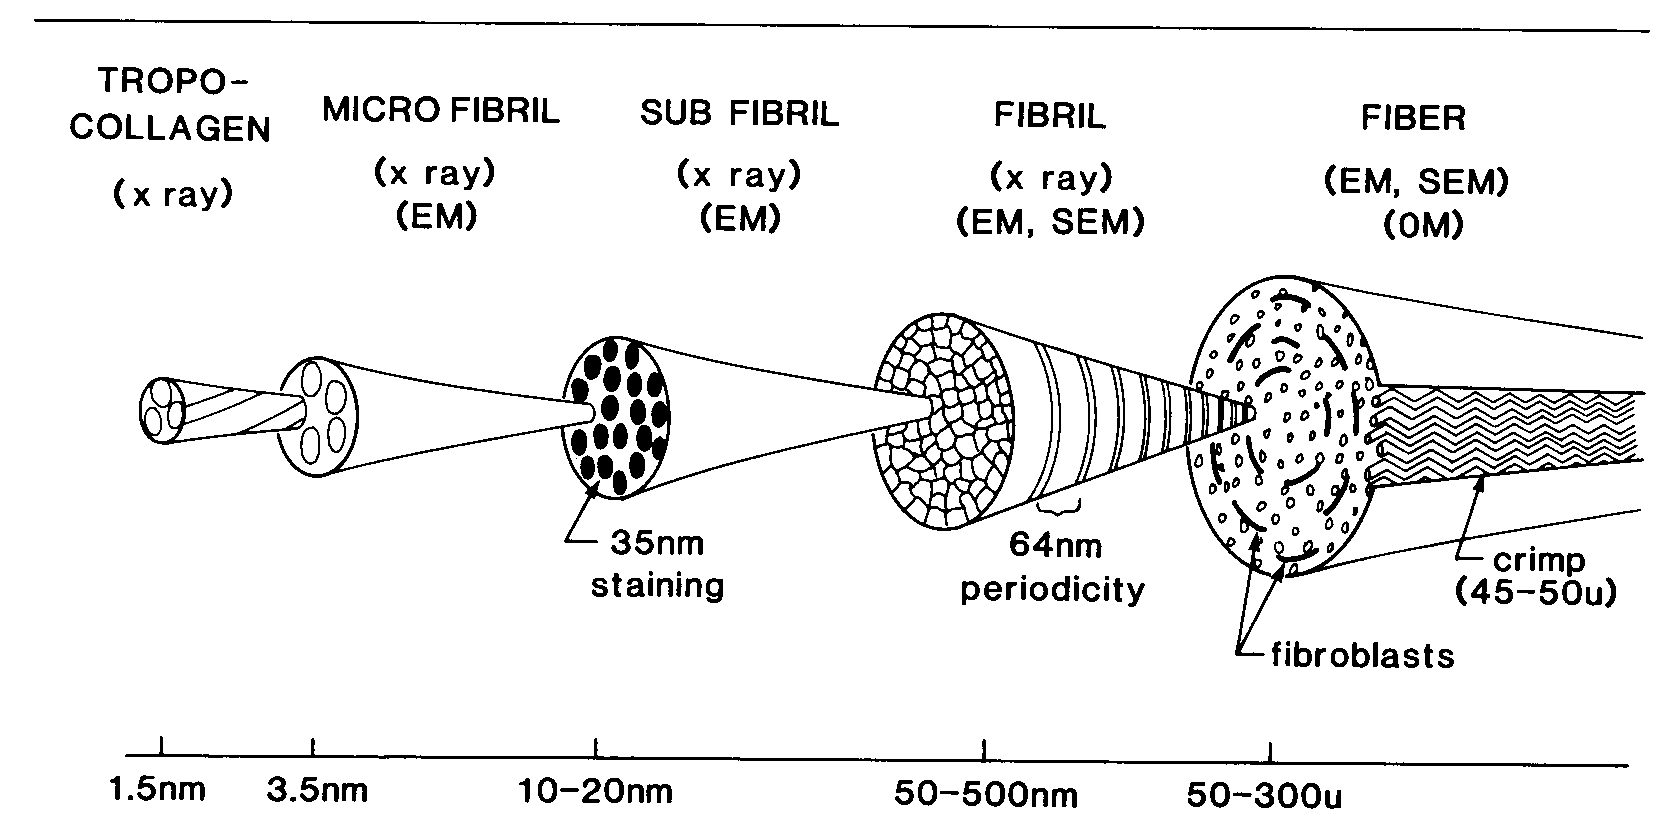 TROPO-
COLLAGEN
(x ray)
MICRO FIBRIL
(x ray)
(EM)
SUB FIBRIL
(x ray)
(EM)
FIBRIL
(x ray)
(EM, SEM)
FIBER
(EM, SEM)
(OM)
35nm
staining
64nm
periodicity
crimp
(45-50u)
fibroblasts
1.5nm
3.5nm
10-20nm
50-500nm
50-300u